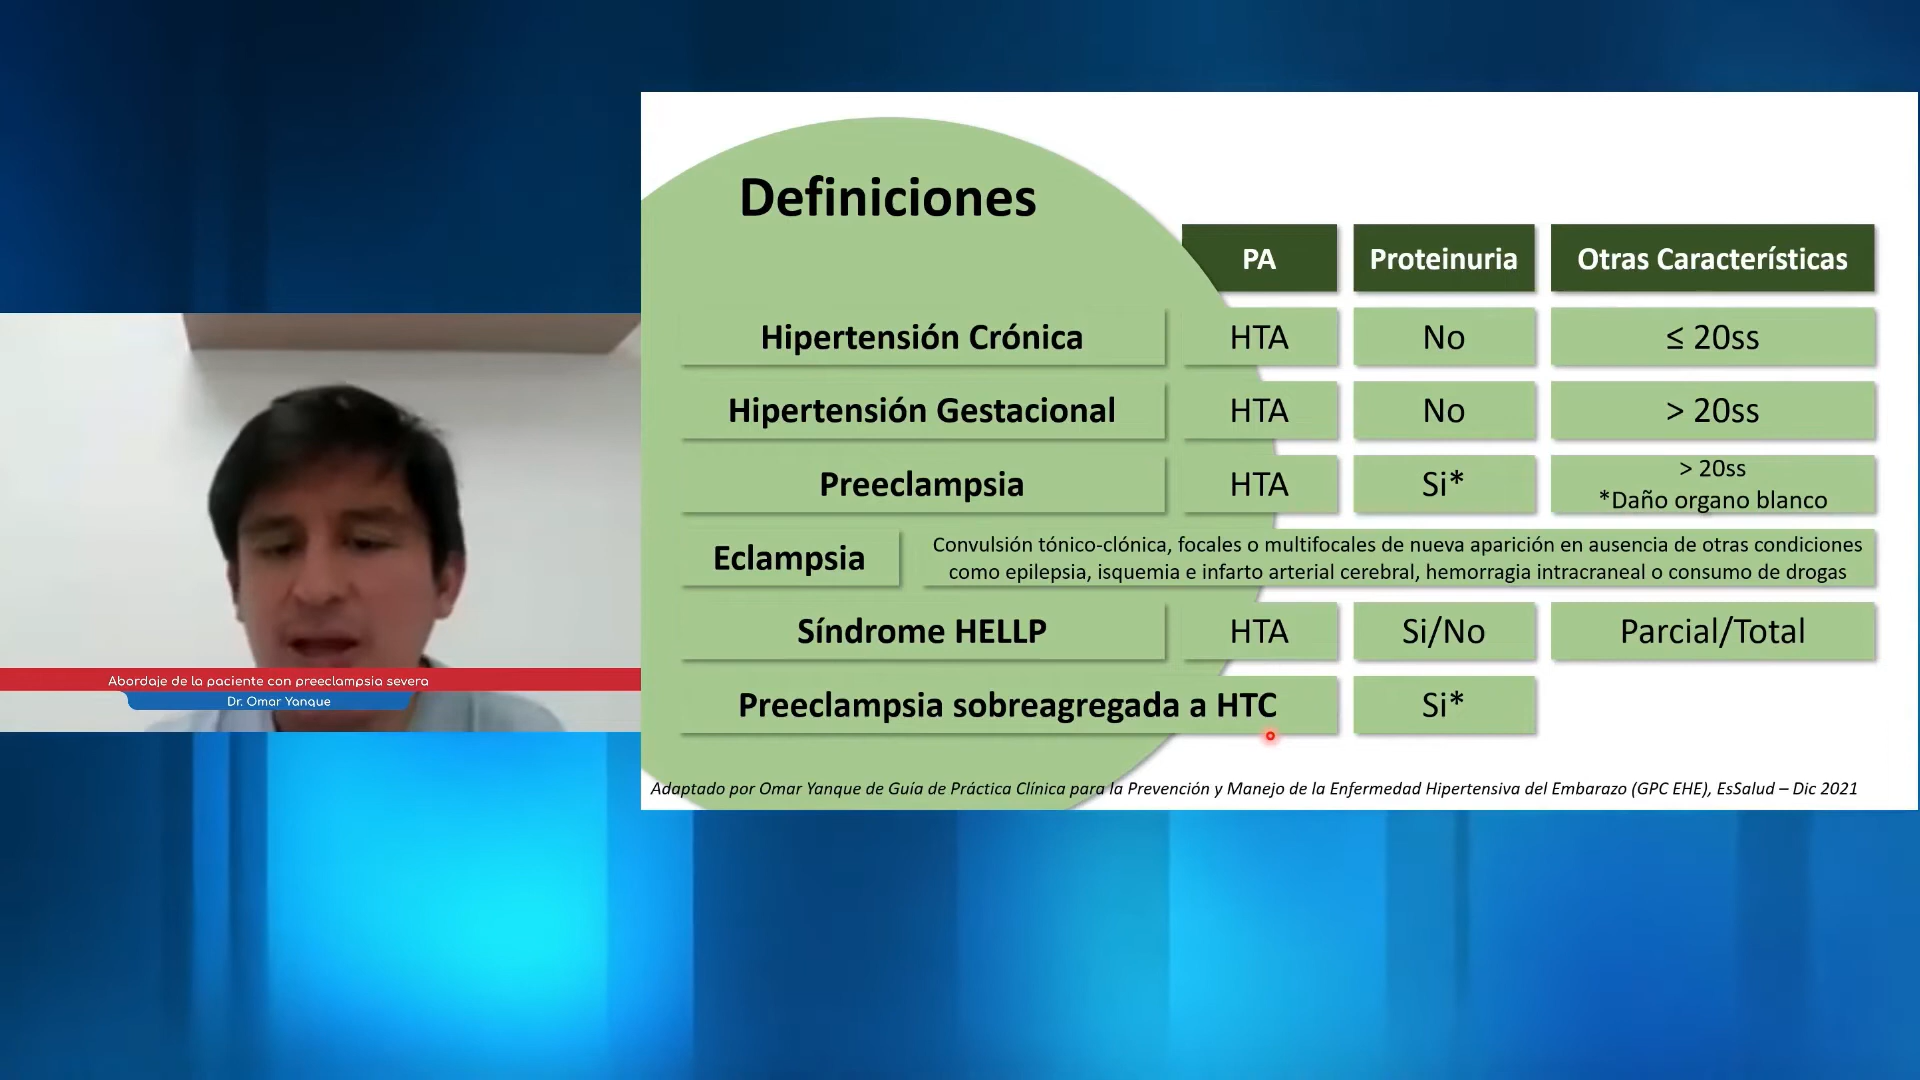 Definiciones
PA Proteinuria Otras Características
Hipertensión Crónica HTA No ≤ 20ss
Hipertensión Gestacional HTA No > 20ss
Preeclampsia HTA Si* > 20ss
*Daño organo blanco
Eclampsia Convulsión tónico-clónica, focales o multifocales de nueva aparición en ausencia de otras condiciones
como epilepsia, isquemia e infarto arterial cerebral, hemorragia intracraneal o consumo de drogas
Síndrome HELLP HTA Si/No Parcial/Total
Preeclampsia sobreagregada a HTC Si*
Adaptado por Omar Yanque de Guía de Práctica Clínica para la Prevención y Manejo de la Enfermedad Hipertensiva del Embarazo (GPC EHE), EsSalud – Dic 2021
Abordaje de la paciente con preeclampsia severa
Dr. Omar Yanque